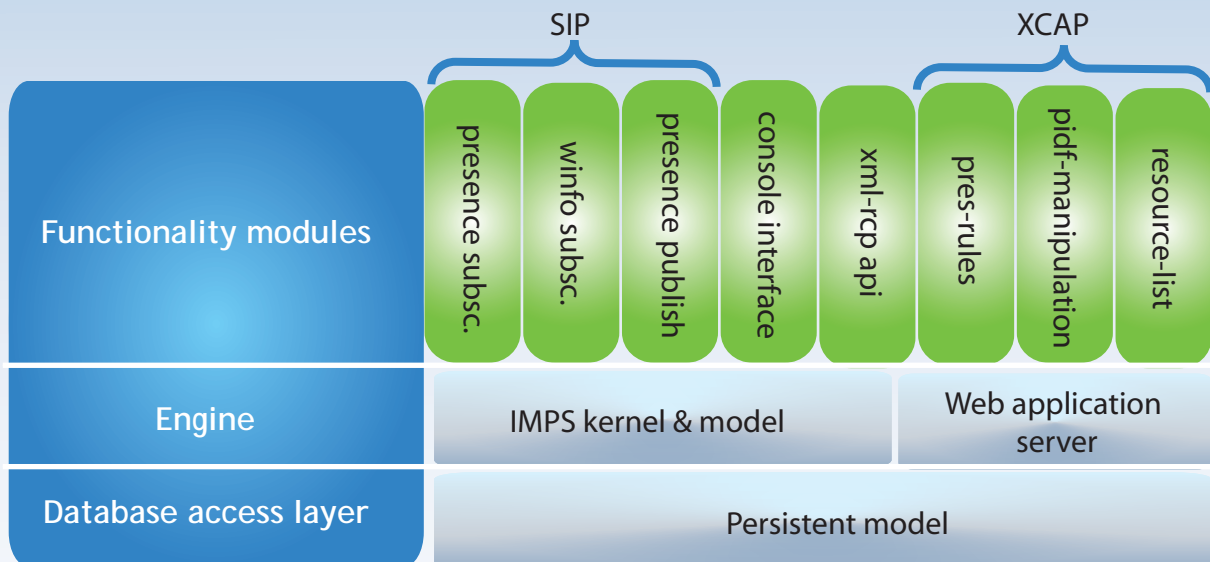 SIP
XCAP
Functionality modules
presence subsc.
winfo subsc.
presence publish
console interface
xml-rcp api
pres-rules
pidf-manipulation
resource-list
Engine
IMPS kernel & model
Web application
server
Database access layer
Persistent model